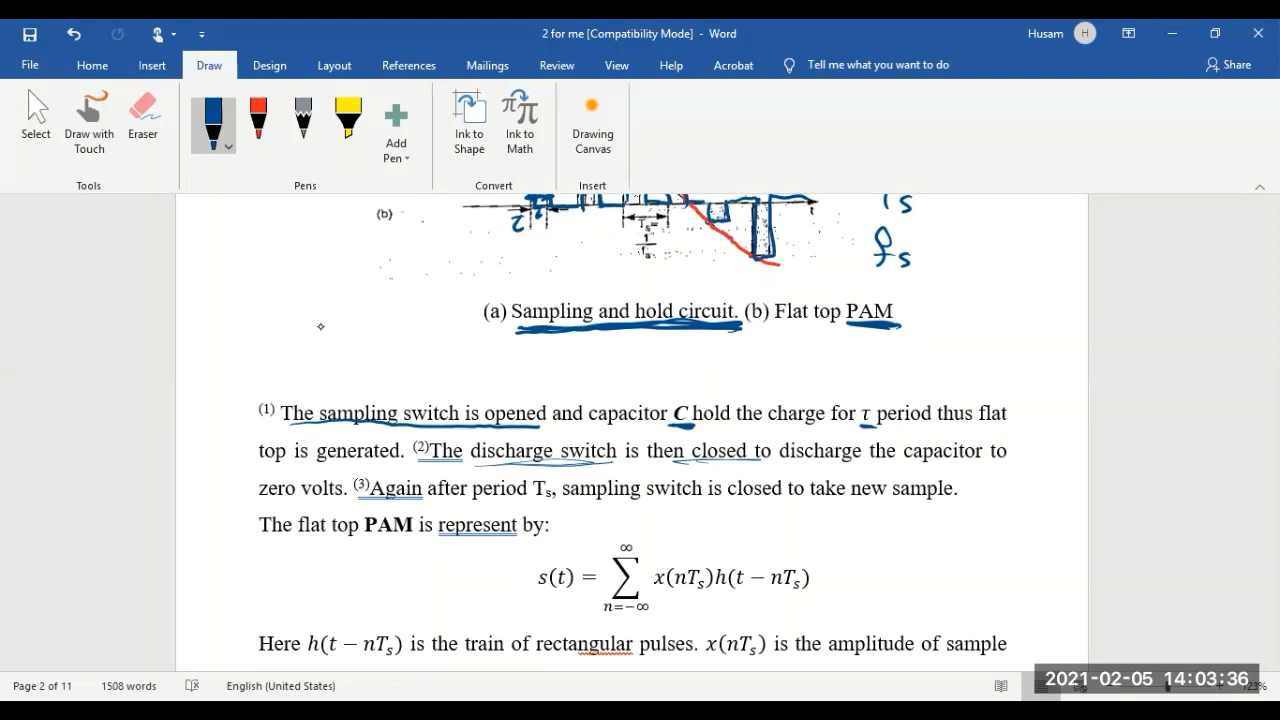 2 for me [Compatibility Mode] - Word
Husam H
File Home Insert Draw Design Layout References Mailings Review View Help Acrobat Tell me what you want to do Share
Select Draw with Touch Eraser Add Pen Ink to Shape Ink to Math Drawing Canvas
Tools Pens Convert Insert
(b) τ Ts= 1/fs t
s
fs
(a) Sampling and hold circuit. (b) Flat top PAM
(1) The sampling switch is opened and capacitor C hold the charge for τ period thus flat
top is generated. (2)The discharge switch is then closed to discharge the capacitor to
zero volts. (3)Again after period Ts, sampling switch is closed to take new sample.
The flat top PAM is represent by:
s(t) = ∑_{n=−∞}^{∞} x(nTs)h(t − nTs)
Here h(t − nTs) is the train of rectangular pulses. x(nTs) is the amplitude of sample
Page 2 of 11 1508 words English (United States) 2021-02-05 14:03:36 23%